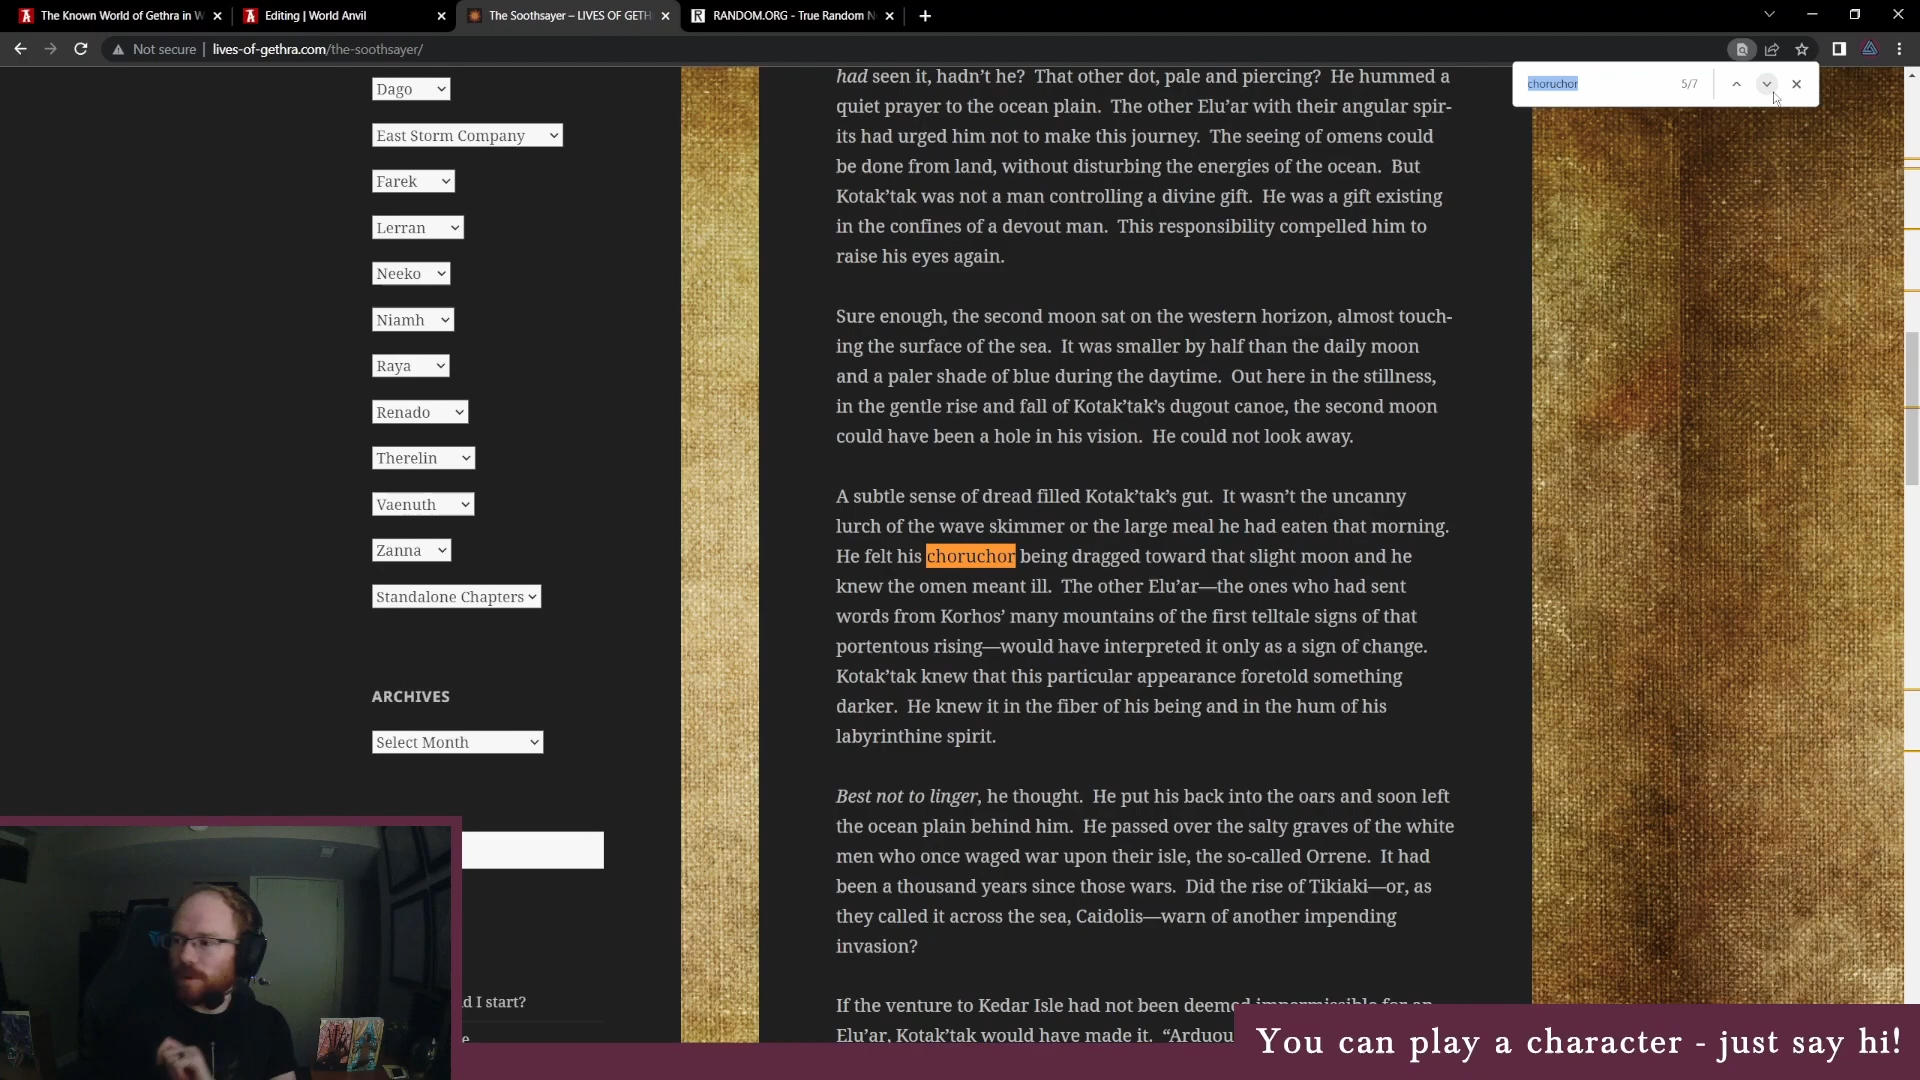 The Known World of Gethra in W
Editing | World Anvil
The Soothsayer – LIVES OF GETH
RANDOM.ORG - True Random N
Not secure
lives-of-gethra.com/the-soothsayer/
choruchor
5/7
Dago
East Storm Company
Farek
Lerran
Neeko
Niamh
Raya
Renado
Therelin
Vaenuth
Zanna
Standalone Chapters
ARCHIVES
Select Month
d I start?
e
had seen it, hadn't he?  That other dot, pale and piercing?  He hummed a
quiet prayer to the ocean plain.  The other Elu'ar with their angular spir-
its had urged him not to make this journey.  The seeing of omens could
be done from land, without disturbing the energies of the ocean.  But
Kotak'tak was not a man controlling a divine gift.  He was a gift existing
in the confines of a devout man.  This responsibility compelled him to
raise his eyes again.
Sure enough, the second moon sat on the western horizon, almost touch-
ing the surface of the sea.  It was smaller by half than the daily moon
and a paler shade of blue during the daytime.  Out here in the stillness,
in the gentle rise and fall of Kotak'tak's dugout canoe, the second moon
could have been a hole in his vision.  He could not look away.
A subtle sense of dread filled Kotak'tak's gut.  It wasn't the uncanny
lurch of the wave skimmer or the large meal he had eaten that morning.
He felt his choruchor being dragged toward that slight moon and he
knew the omen meant ill.  The other Elu'ar—the ones who had sent
words from Korhos' many mountains of the first telltale signs of that
portentous rising—would have interpreted it only as a sign of change.
Kotak'tak knew that this particular appearance foretold something
darker.  He knew it in the fiber of his being and in the hum of his
labyrinthine spirit.
Best not to linger, he thought.  He put his back into the oars and soon left
the ocean plain behind him.  He passed over the salty graves of the white
men who once waged war upon their isle, the so-called Orrene.  It had
been a thousand years since those wars.  Did the rise of Tikiaki—or, as
they called it across the sea, Caidolis—warn of another impending
invasion?
If the venture to Kedar Isle had not been deemed impermissible for an
Elu'ar, Kotak'tak would have made it.  “Arduou
You can play a character - just say hi!